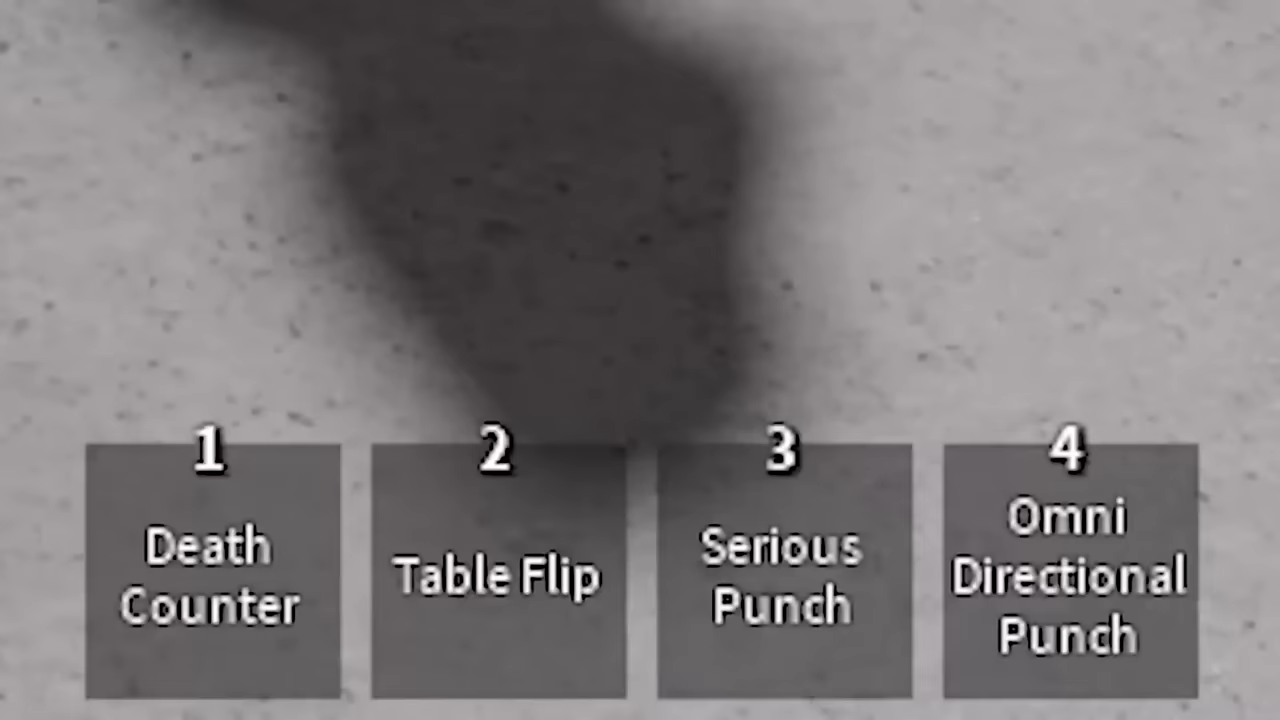 1
Death
Counter
2
Table Flip
3
Serious
Punch
4
Omni
Directional
Punch